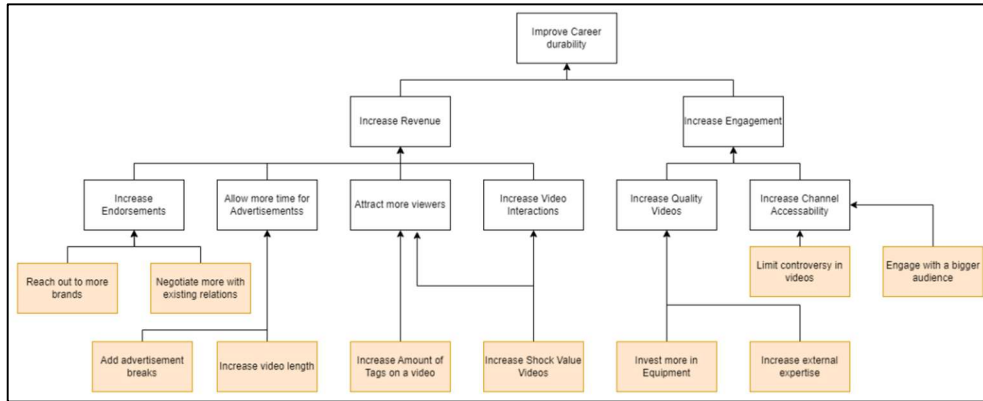 Improve Career
durability
Increase Revenue
Increase Engagement
Increase
Endorsements
Allow more time for
Advertisementss
Attract more viewers
Increase Video
Interactions
Increase Quality
Videos
Increase Channel
Accessability
Reach out to more
brands
Negotiate more with
existing relations
Limit controversy in
videos
Engage with a bigger
audience
Add advertisement
breaks
Increase video length
Increase Amount of
Tags on a video
Increase Shock Value
Videos
Invest more in
Equipment
Increase external
expertise